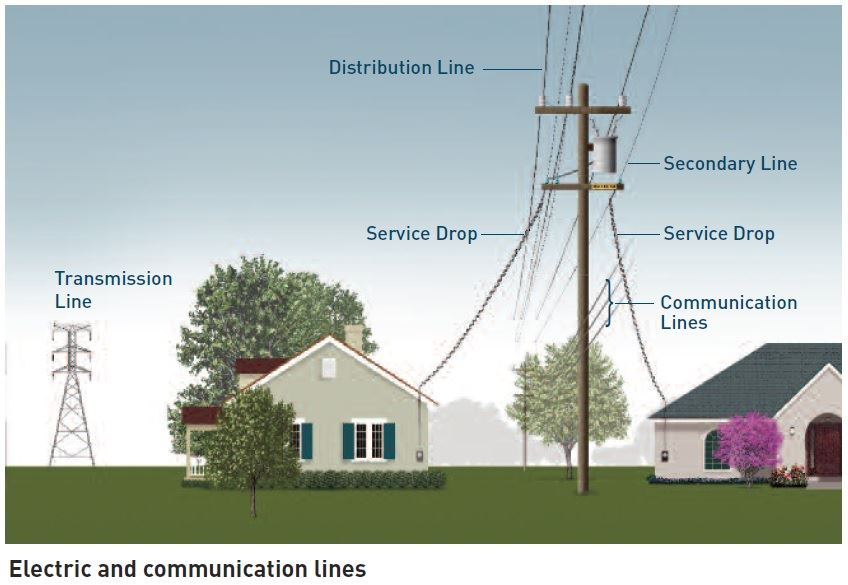 Distribution Line
Secondary Line
Service Drop
Service Drop
Transmission
Line
Communication
Lines
Electric and communication lines